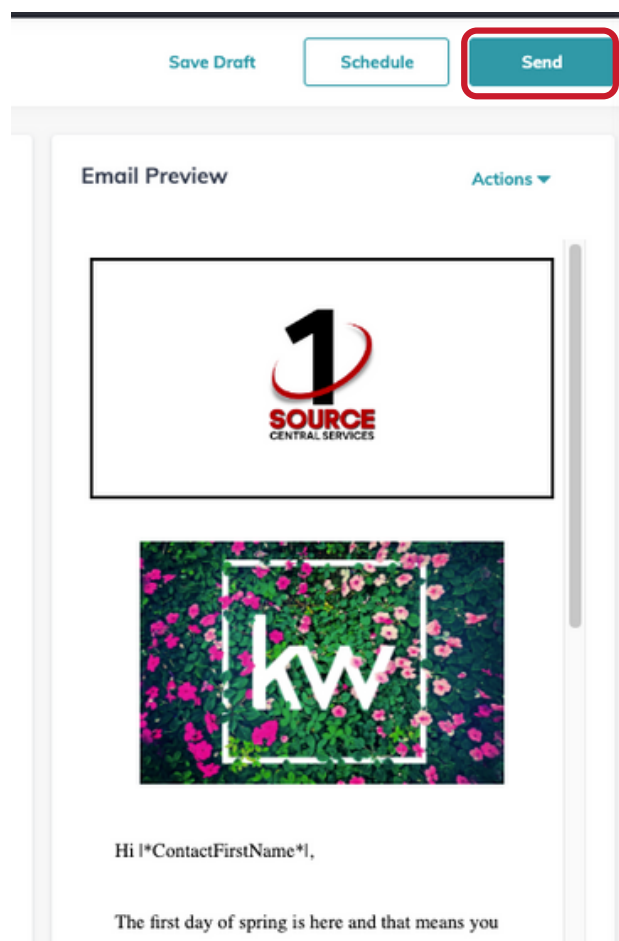 Save Draft
Schedule
Send
Email Preview
Actions
1
SOURCE
CENTRAL SERVICES
kw
Hi |*ContactFirstName*|,
The first day of spring is here and that means you